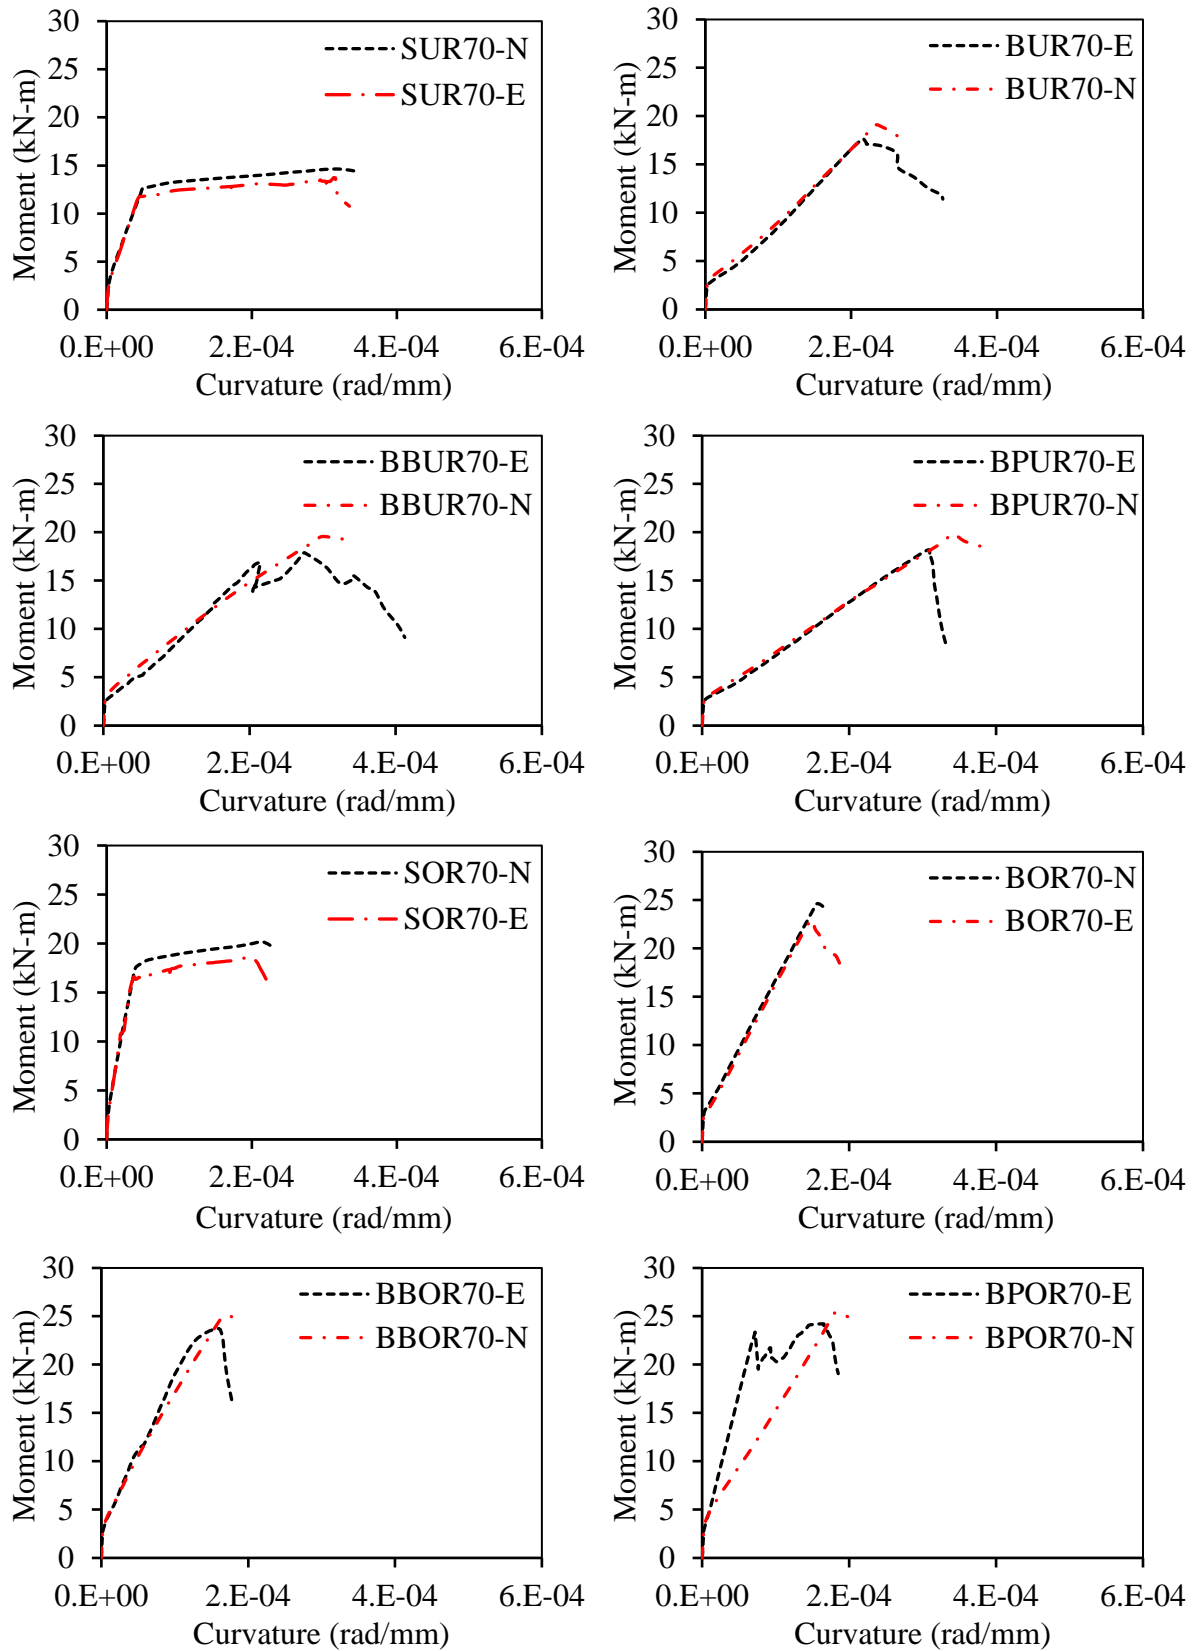 30
25
20
15
10
5
0
Moment (kN-m)
SUR70-N
SUR70-E
0.E+00 2.E-04 4.E-04 6.E-04
Curvature (rad/mm)
30
25
20
15
10
5
0
Moment (kN-m)
BUR70-E
BUR70-N
0.E+00 2.E-04 4.E-04 6.E-04
Curvature (rad/mm)
30
25
20
15
10
5
0
Moment (kN-m)
BBUR70-E
BBUR70-N
0.E+00 2.E-04 4.E-04 6.E-04
Curvature (rad/mm)
30
25
20
15
10
5
0
Moment (kN-m)
BPUR70-E
BPUR70-N
0.E+00 2.E-04 4.E-04 6.E-04
Curvature (rad/mm)
30
25
20
15
10
5
0
Moment (kN-m)
SOR70-N
SOR70-E
0.E+00 2.E-04 4.E-04 6.E-04
Curvature (rad/mm)
30
25
20
15
10
5
0
Moment (kN-m)
BOR70-N
BOR70-E
0.E+00 2.E-04 4.E-04 6.E-04
Curvature (rad/mm)
30
25
20
15
10
5
0
Moment (kN-m)
BBOR70-E
BBOR70-N
0.E+00 2.E-04 4.E-04 6.E-04
Curvature (rad/mm)
30
25
20
15
10
5
0
Moment (kN-m)
BPOR70-E
BPOR70-N
0.E+00 2.E-04 4.E-04 6.E-04
Curvature (rad/mm)